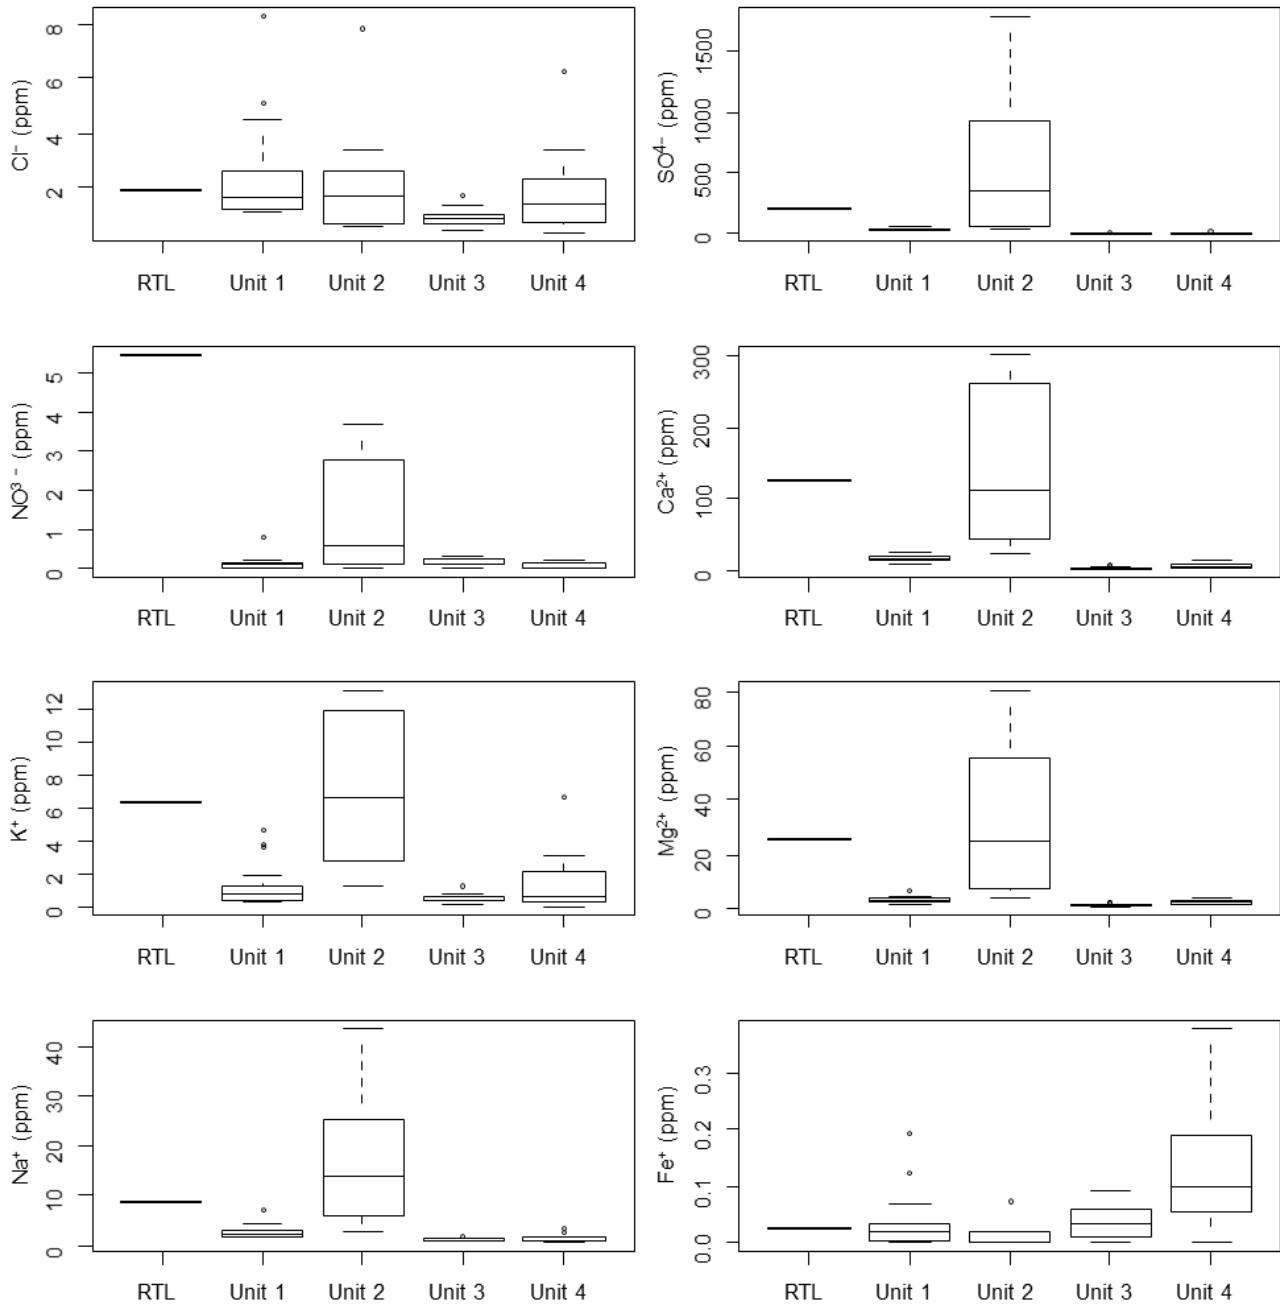 Cl⁻ (ppm)
8
6
4
2
RTL Unit 1 Unit 2 Unit 3 Unit 4
SO⁴⁻ (ppm)
1500
1000
500
0
RTL Unit 1 Unit 2 Unit 3 Unit 4
NO³⁻ (ppm)
5
4
3
2
1
0
RTL Unit 1 Unit 2 Unit 3 Unit 4
Ca²⁺ (ppm)
300
200
100
0
RTL Unit 1 Unit 2 Unit 3 Unit 4
K⁺ (ppm)
12
10
8
6
4
2
0
RTL Unit 1 Unit 2 Unit 3 Unit 4
Mg²⁺ (ppm)
80
60
40
20
0
RTL Unit 1 Unit 2 Unit 3 Unit 4
Na⁺ (ppm)
40
30
20
10
0
RTL Unit 1 Unit 2 Unit 3 Unit 4
Fe⁺ (ppm)
0.3
0.2
0.1
0.0
RTL Unit 1 Unit 2 Unit 3 Unit 4